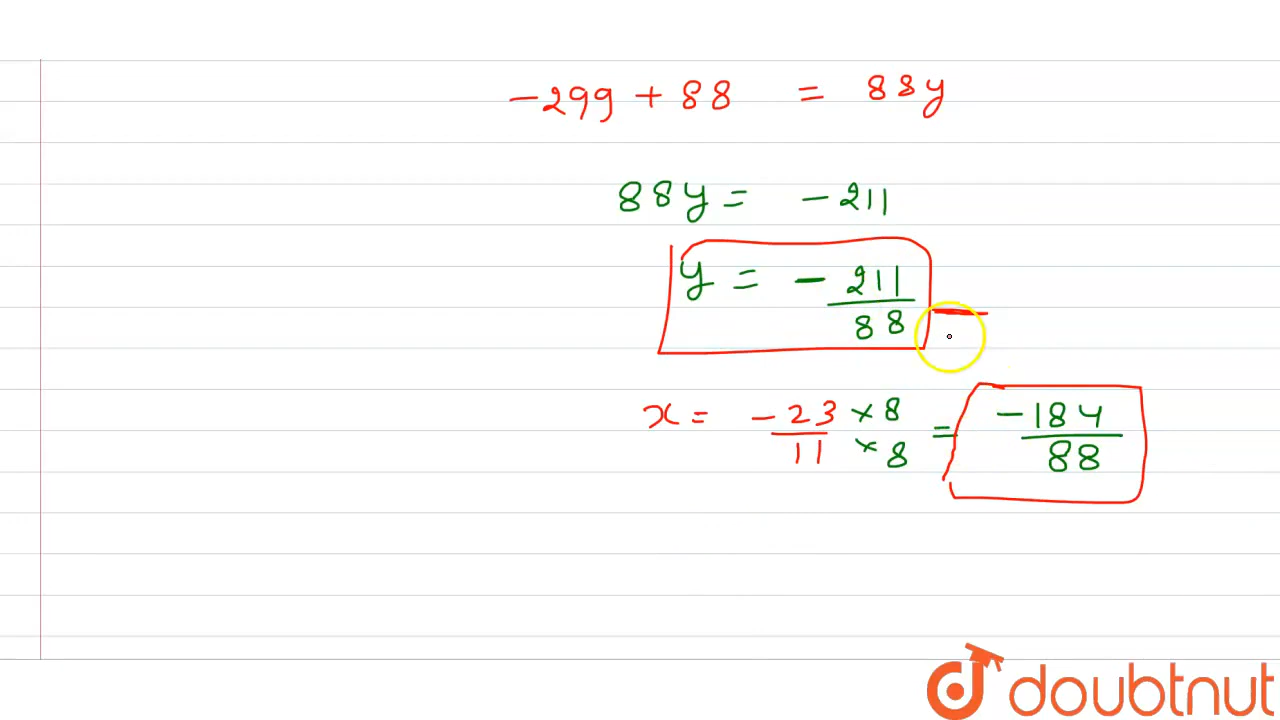 -299 + 88 = 88y
88y = -211
y = - 211/88
x = -23/11 × 8/× 8 = -184/88
doubtnut